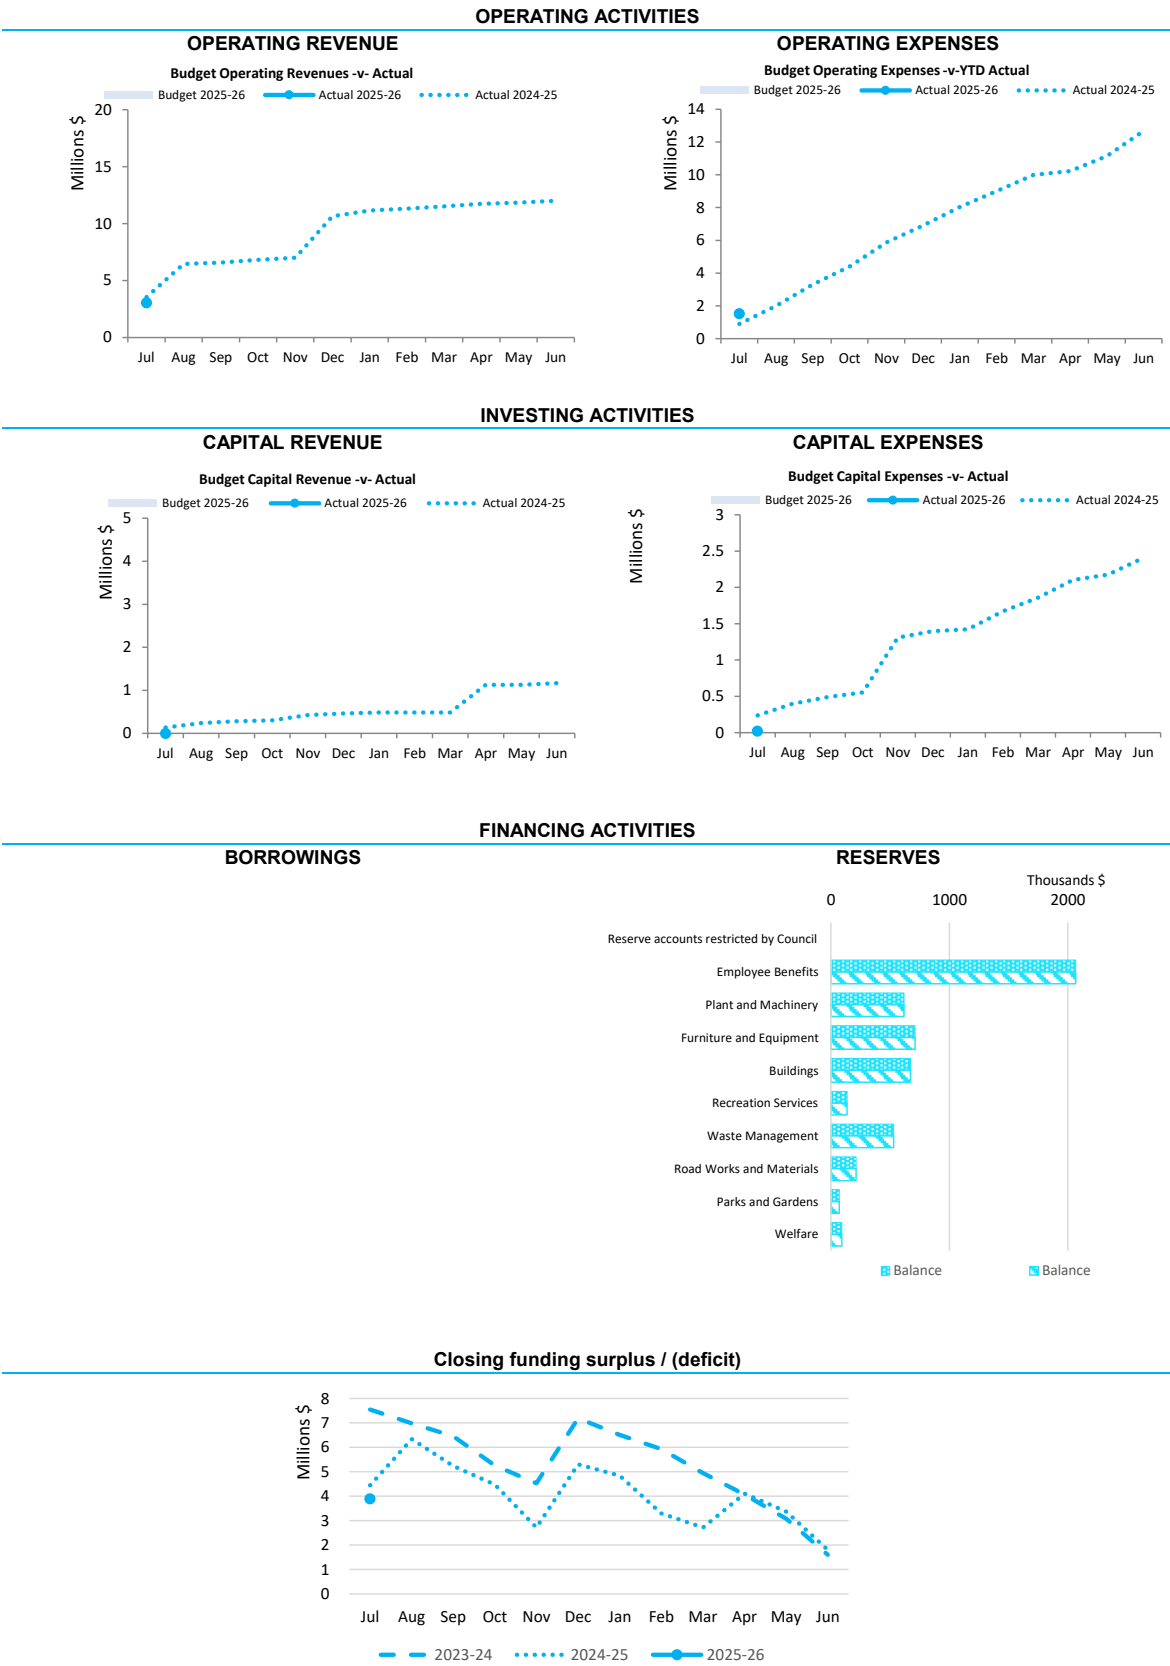 OPERATING ACTIVITIES
OPERATING REVENUE
Budget Operating Revenues -v- Actual
Budget 2025-26 Actual 2025-26 Actual 2024-25
Millions $
20
15
10
5
0
Jul Aug Sep Oct Nov Dec Jan Feb Mar Apr May Jun
OPERATING EXPENSES
Budget Operating Expenses -v-YTD Actual
Budget 2025-26 Actual 2025-26 Actual 2024-25
Millions $
14
12
10
8
6
4
2
0
Jul Aug Sep Oct Nov Dec Jan Feb Mar Apr May Jun
INVESTING ACTIVITIES
CAPITAL REVENUE
Budget Capital Revenue -v- Actual
Budget 2025-26 Actual 2025-26 Actual 2024-25
Millions $
5
4
3
2
1
0
Jul Aug Sep Oct Nov Dec Jan Feb Mar Apr May Jun
CAPITAL EXPENSES
Budget Capital Expenses -v- Actual
Budget 2025-26 Actual 2025-26 Actual 2024-25
Millions $
3
2.5
2
1.5
1
0.5
0
Jul Aug Sep Oct Nov Dec Jan Feb Mar Apr May Jun
FINANCING ACTIVITIES
BORROWINGS
RESERVES
Thousands $
0 1000 2000
Reserve accounts restricted by Council
Employee Benefits
Plant and Machinery
Furniture and Equipment
Buildings
Recreation Services
Waste Management
Road Works and Materials
Parks and Gardens
Welfare
Balance Balance
Closing funding surplus / (deficit)
Millions $
8
7
6
5
4
3
2
1
0
Jul Aug Sep Oct Nov Dec Jan Feb Mar Apr May Jun
2023-24 2024-25 2025-26